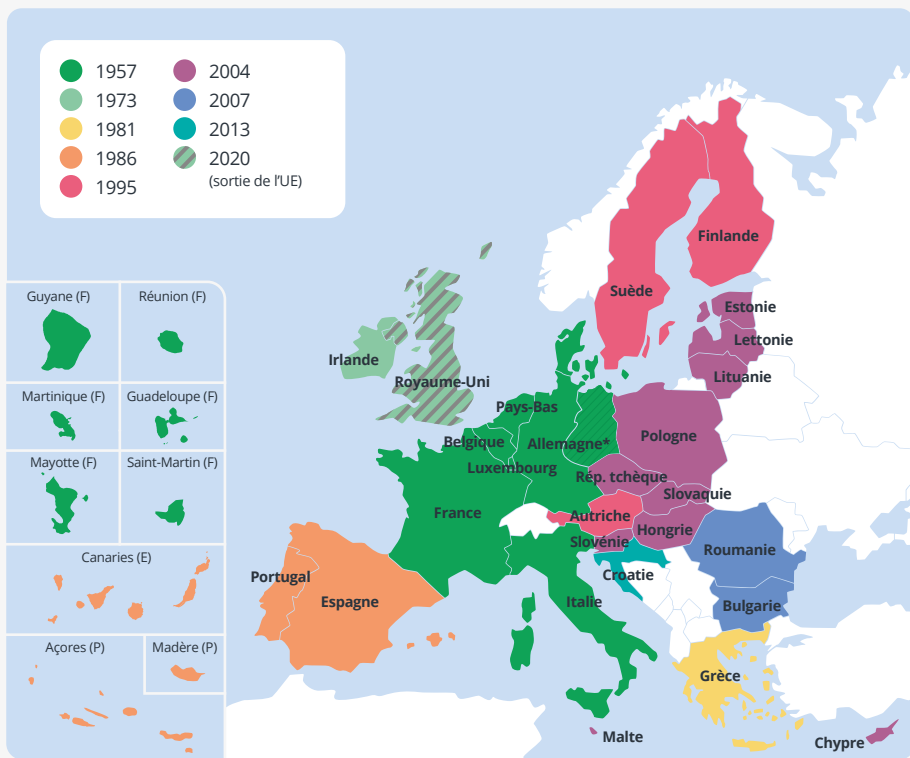 1957
1973
1981
1986
1995
2004
2007
2013
2020
(sortie de l'UE)
Guyane (F)
Réunion (F)
Martinique (F)
Guadeloupe (F)
Mayotte (F)
Saint-Martin (F)
Canaries (E)
Açores (P)
Madère (P)
Finlande
Suède
Estonie
Lettonie
Lituanie
Irlande
Royaume-Uni
Pays-Bas
Belgique
Allemagne*
Luxembourg
Pologne
Rép. tchèque
Slovaquie
France
Autriche
Hongrie
Slovénie
Roumanie
Croatie
Portugal
Espagne
Italie
Bulgarie
Grèce
Malte
Chypre